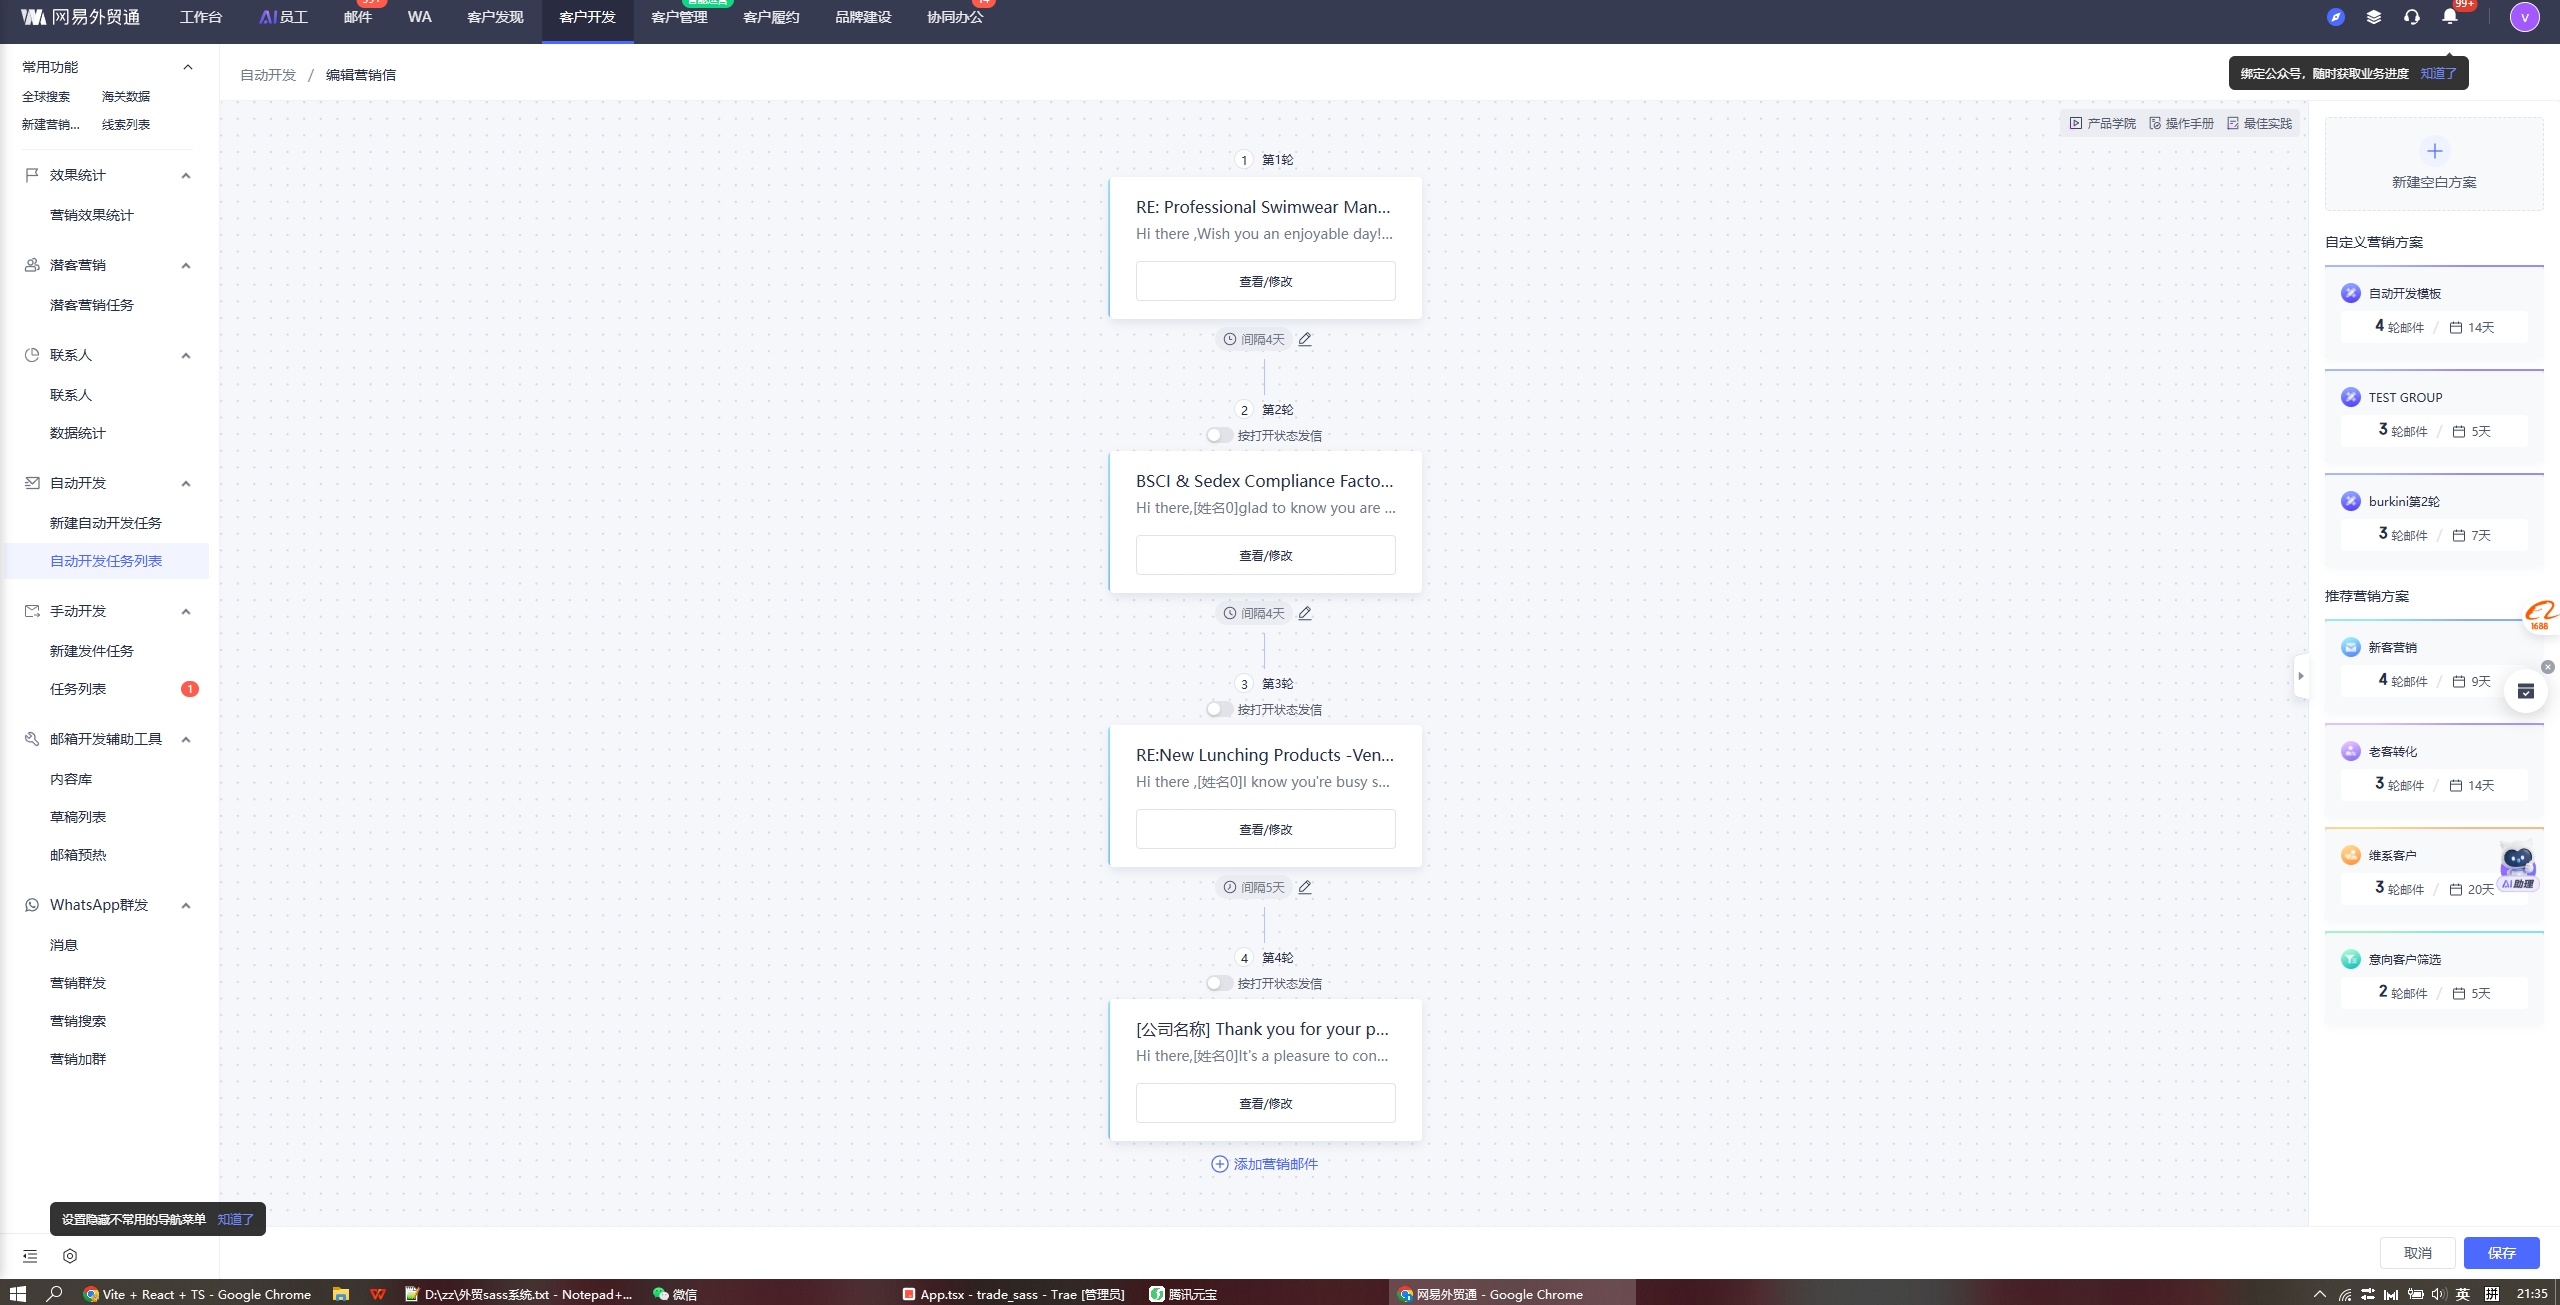 网易外贸通
工作台
AI员工
邮件
99+
WA
客户发现
客户开发
客户管理
智能运营
客户履约
品牌建设
协同办公
14
99+
V
绑定公众号，随时获取业务进度 知道了
常用功能
全球搜索 海关数据
新建营销... 线索列表
效果统计
营销效果统计
潜客营销
潜客营销任务
联系人
联系人
数据统计
自动开发
新建自动开发任务
自动开发任务列表
手动开发
新建发件任务
任务列表 1
邮箱开发辅助工具
内容库
草稿列表
邮箱预热
WhatsApp群发
消息
营销群发
营销搜索
营销加群
设置隐藏不常用的导航菜单 知道了
自动开发 / 编辑营销信
产品学院 操作手册 最佳实践
1 第1轮
RE: Professional Swimwear Man...
Hi there ,Wish you an enjoyable day!...
查看/修改
间隔4天
2 第2轮
按打开状态发信
BSCI & Sedex Compliance Facto...
Hi there,[姓名0]glad to know you are ...
查看/修改
间隔4天
3 第3轮
按打开状态发信
RE:New Lunching Products -Ven...
Hi there ,[姓名0]I know you're busy s...
查看/修改
间隔5天
4 第4轮
按打开状态发信
[公司名称] Thank you for your p...
Hi there,[姓名0]It's a pleasure to con...
查看/修改
添加营销邮件
新建空白方案
自定义营销方案
自动开发模板
4 轮邮件 / 14天
TEST GROUP
3 轮邮件 / 5天
burkini第2轮
3 轮邮件 / 7天
推荐营销方案
1688
新客营销
4 轮邮件 / 9天
老客转化
3 轮邮件 / 14天
维系客户
3 轮邮件 / 20天
AI助理
意向客户筛选
2 轮邮件 / 5天
取消 保存
Vite + React + TS - Google Chrome
D:\zz\外贸sass系统.txt - Notepad+...
微信
App.tsx - trade_sass - Trae [管理员]
腾讯元宝
网易外贸通 - Google Chrome
英
拼
21:35